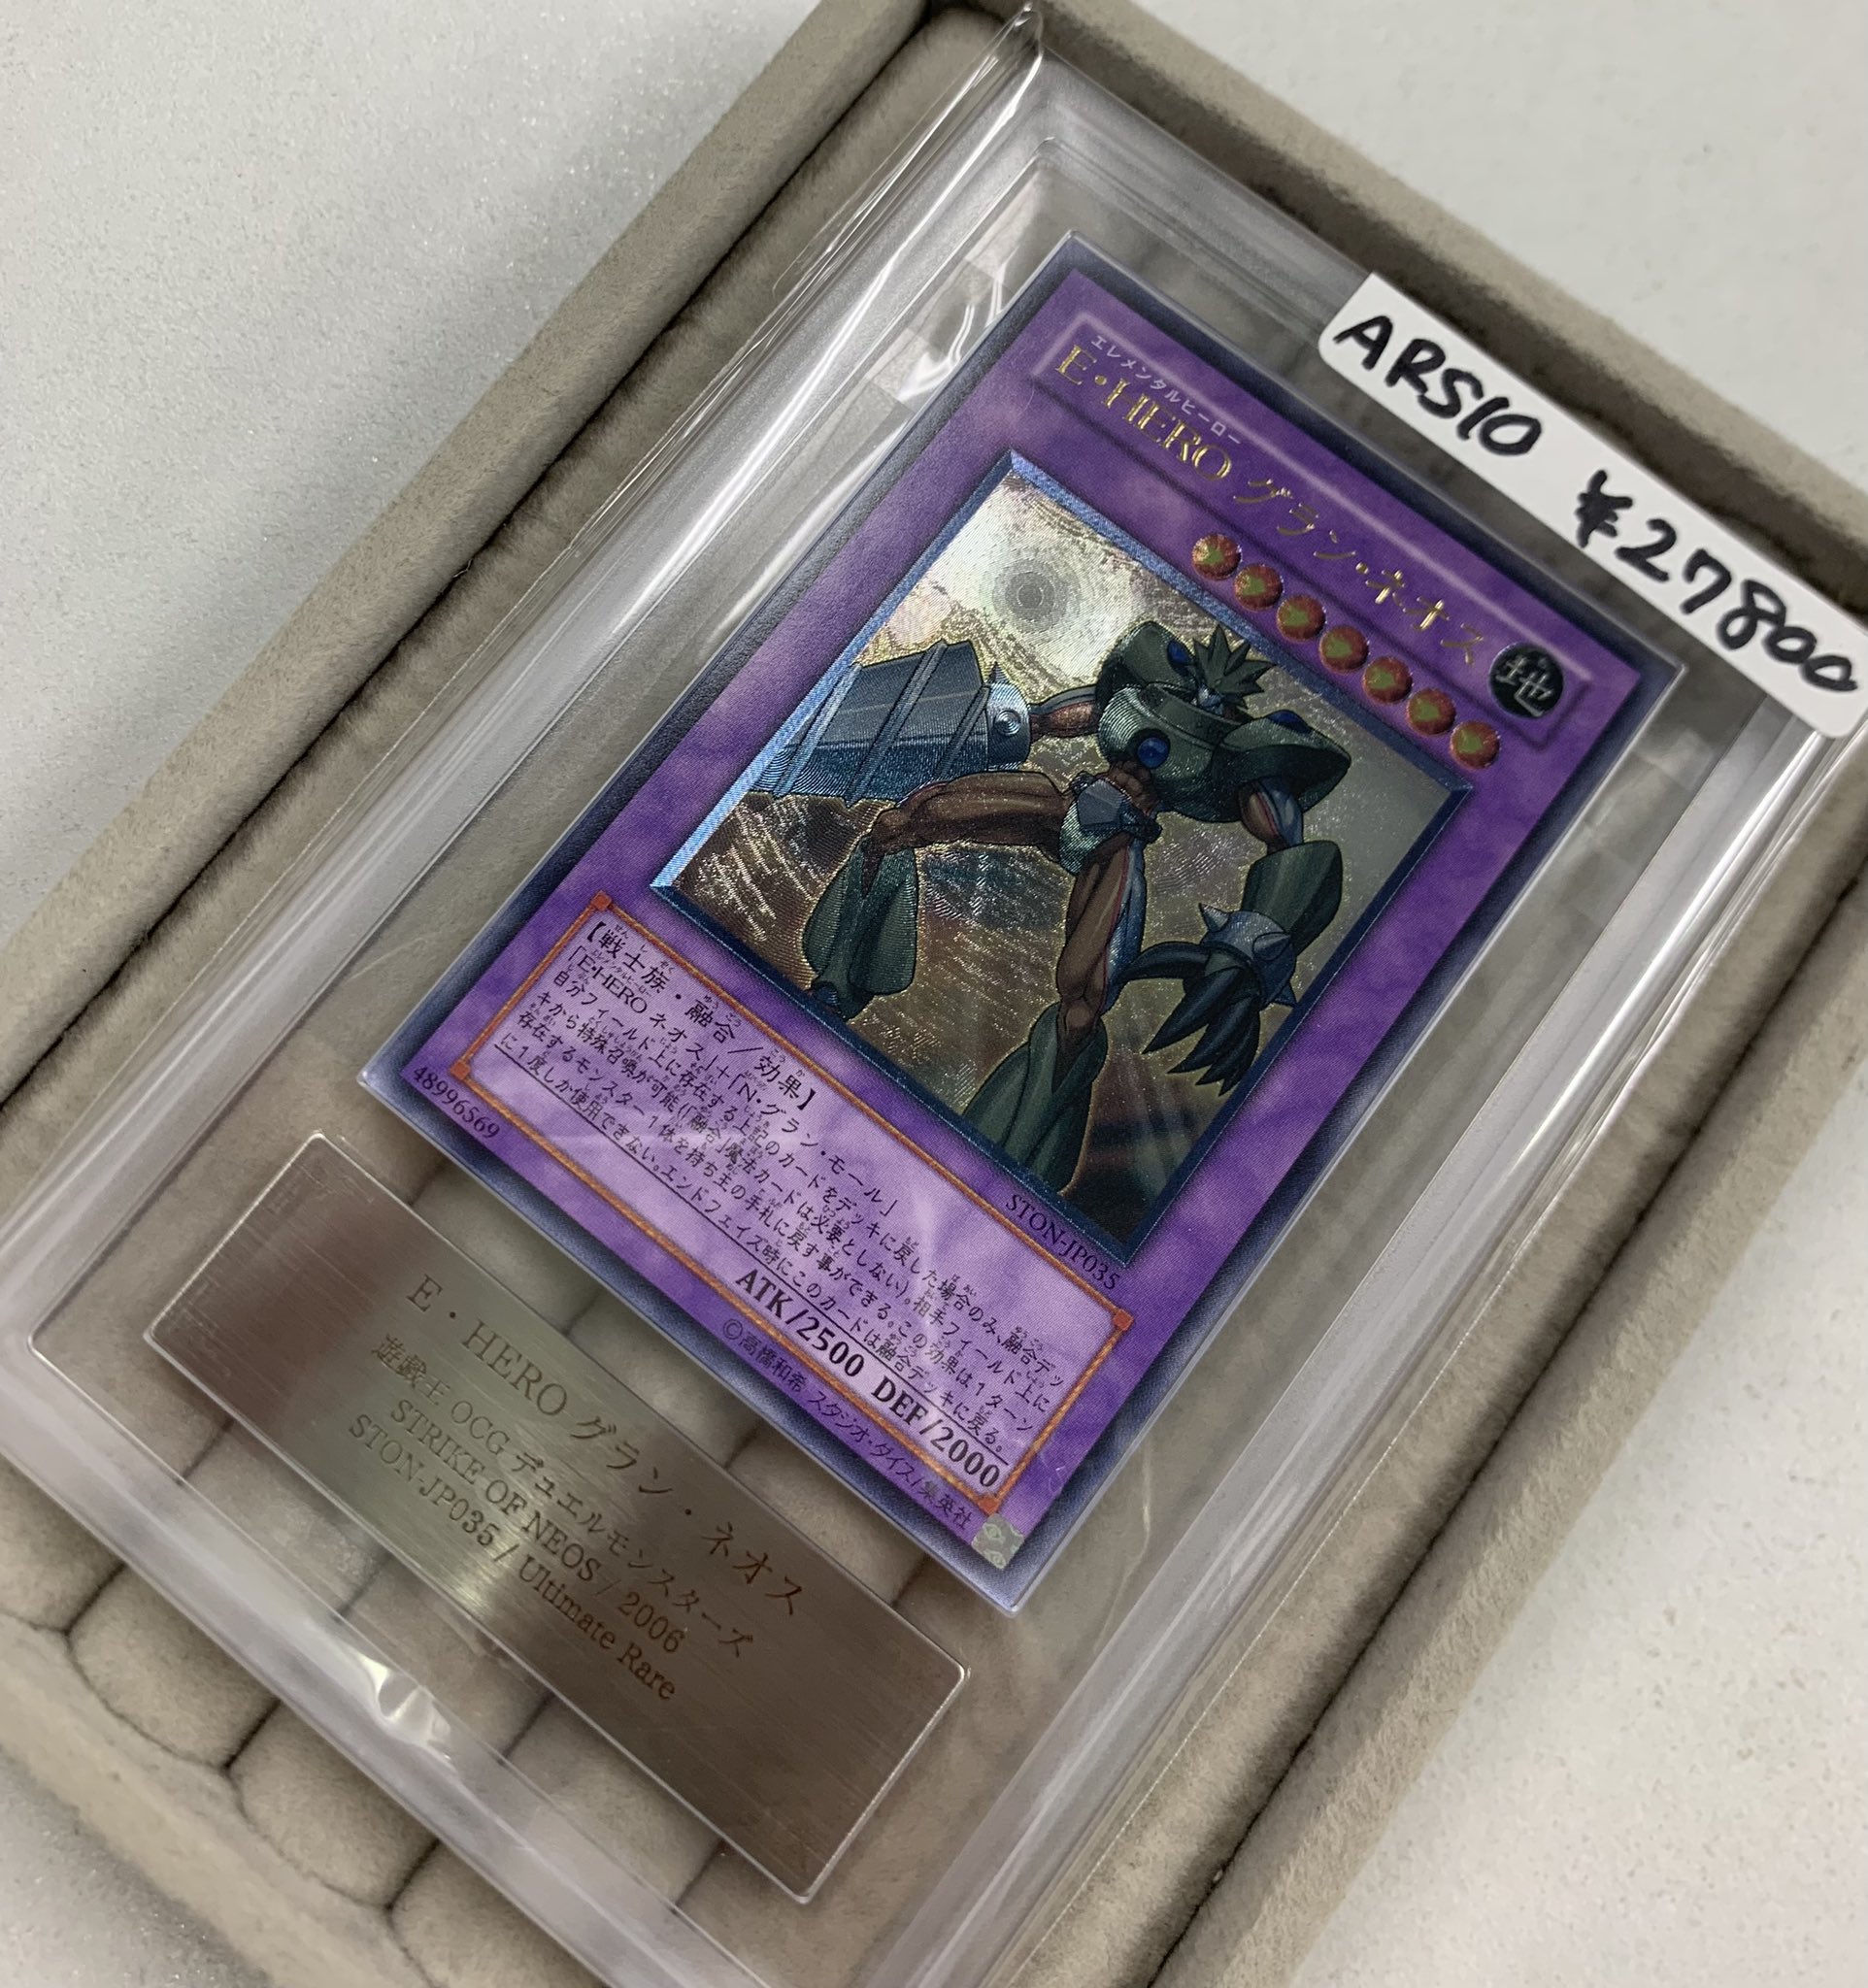 ARS10 ¥27800
エレメンタルヒーロー
E・HERO グラン・ネオス
地
STON-JP035
【戦士族・融合／効果】
「E・HERO ネオス」＋「N・グラン・モール」
自分フィールド上に存在する上記のカードをデッキに戻した場合のみ、融合デッ
キから特殊召喚が可能（「融合」魔法カードは必要としない）。相手フィールド上に
存在するモンスター１体を持ち主の手札に戻す事ができる。この効果は１ターン
に１度しか使用できない。エンドフェイズ時にこのカードは融合デッキに戻る。
ATK/2500 DEF/2000
48996569
©高橋和希 スタジオ・ダイス/集英社
E・HERO グラン・ネオス
遊戯王 OCG デュエルモンスターズ
STRIKE OF NEOS / 2006
STON-JP035 / Ultimate Rare